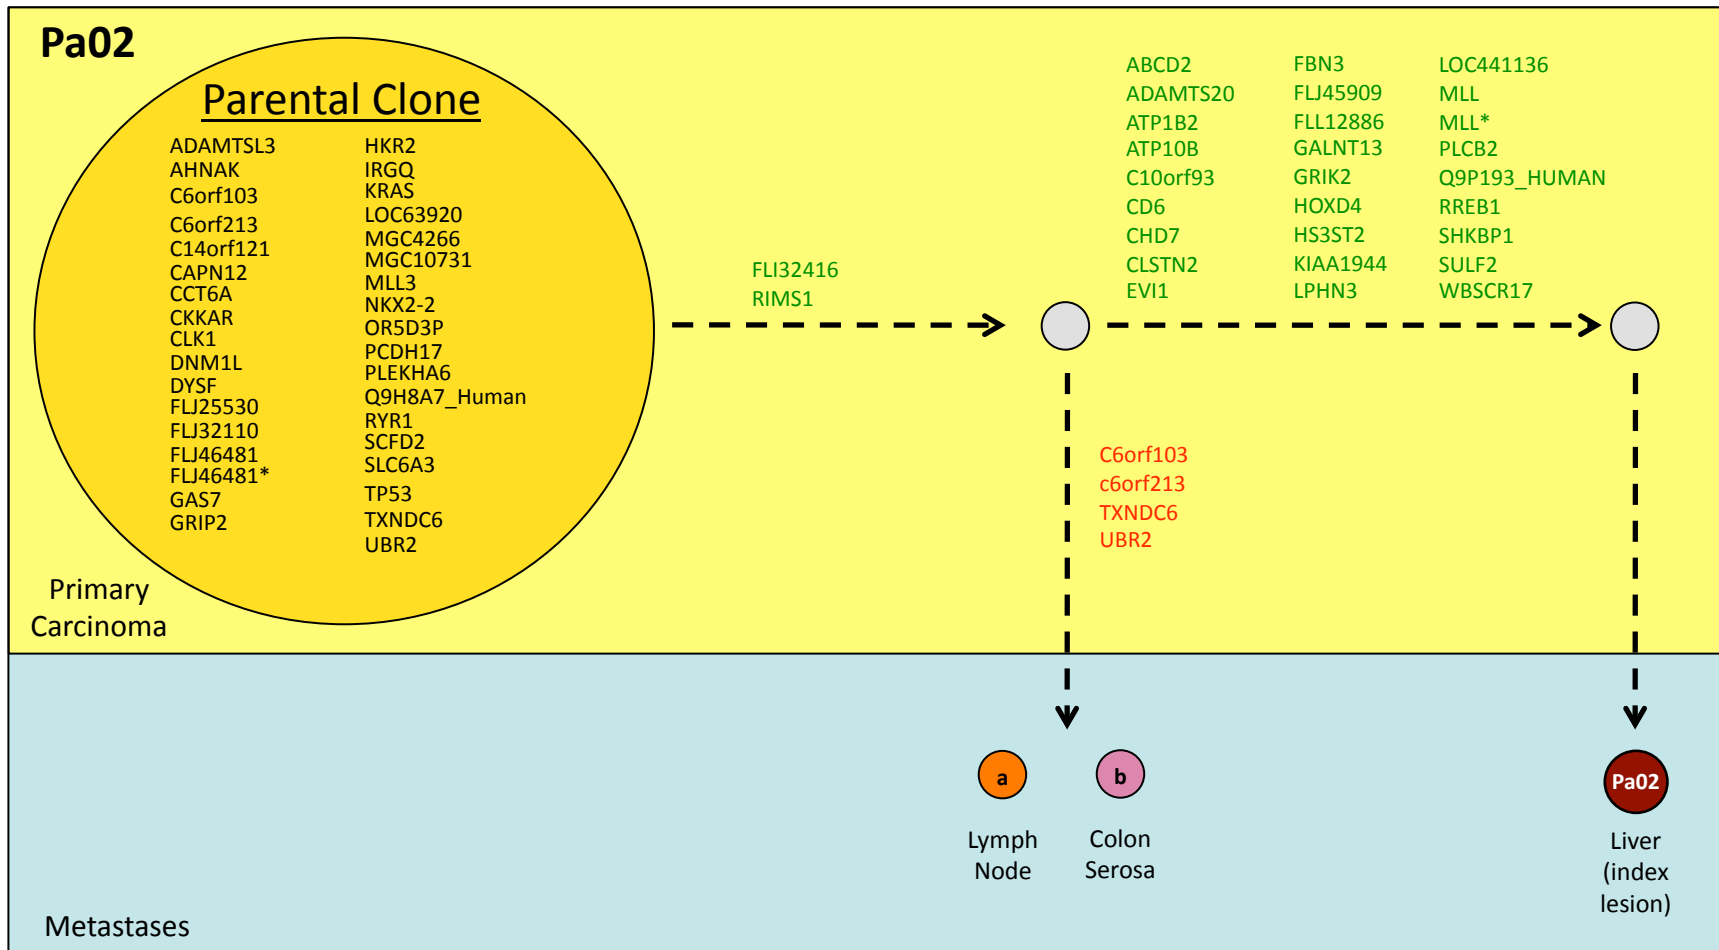 Pa02
Parental Clone
ADAMTSL3
AHNAK
C6orf103
C6orf213
C14orf121
CAPN12
CCT6A
CKKAR
CLK1
DNM1L
DYSF
FLJ25530
FLJ32110
FLJ46481
FLJ46481*
GAS7
GRIP2
HKR2
IRGQ
KRAS
LOC63920
MGC4266
MGC10731
MLL3
NKX2-2
OR5D3P
PCDH17
PLEKHA6
Q9H8A7_Human
RYR1
SCFD2
SLC6A3
TP53
TXNDC6
UBR2
Primary
Carcinoma
FLI32416
RIMS1
ABCD2
ADAMTS20
ATP1B2
ATP10B
C10orf93
CD6
CHD7
CLSTN2
EVI1
FBN3
FLJ45909
FLL12886
GALNT13
GRIK2
HOXD4
HS3ST2
KIAA1944
LPHN3
LOC441136
MLL
MLL*
PLCB2
Q9P193_HUMAN
RREB1
SHKBP1
SULF2
WBSCR17
C6orf103
c6orf213
TXNDC6
UBR2
a
Lymph
Node
b
Colon
Serosa
Pa02
Liver
(index
lesion)
Metastases